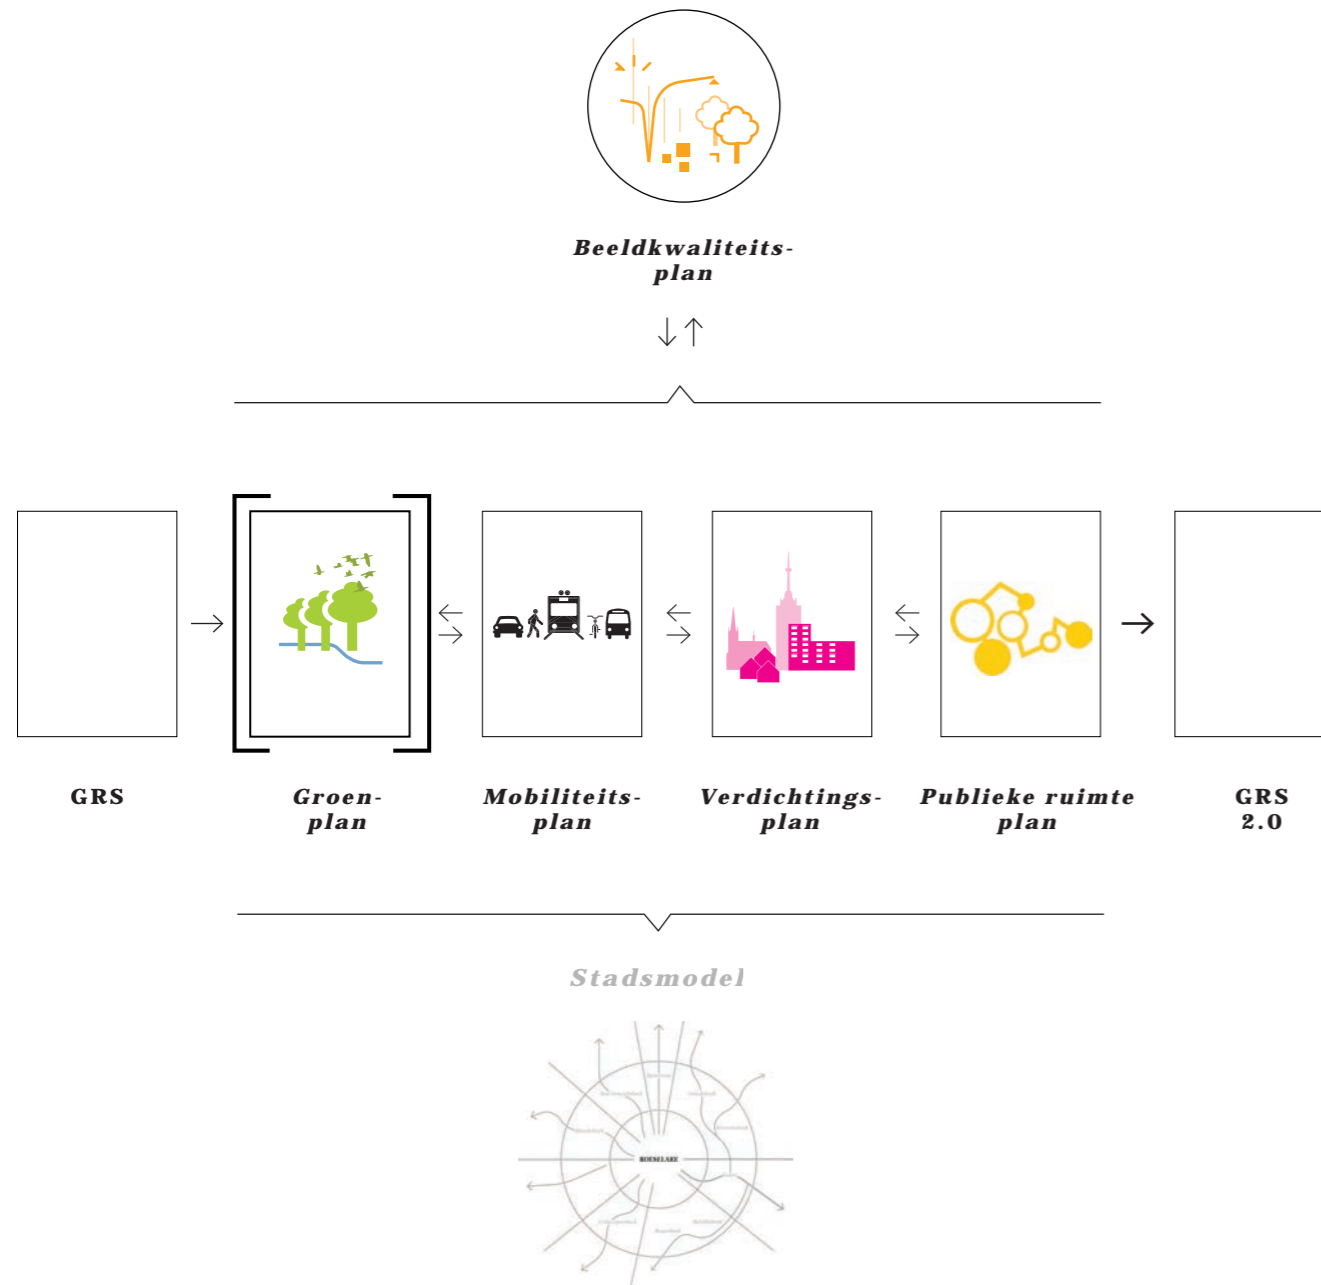 Beeldkwaliteits-
plan
GRS
Groen-
plan
Mobiliteits-
plan
Verdichtings-
plan
Publieke ruimte
plan
GRS
2.0
Stadsmodel
ROESELARE